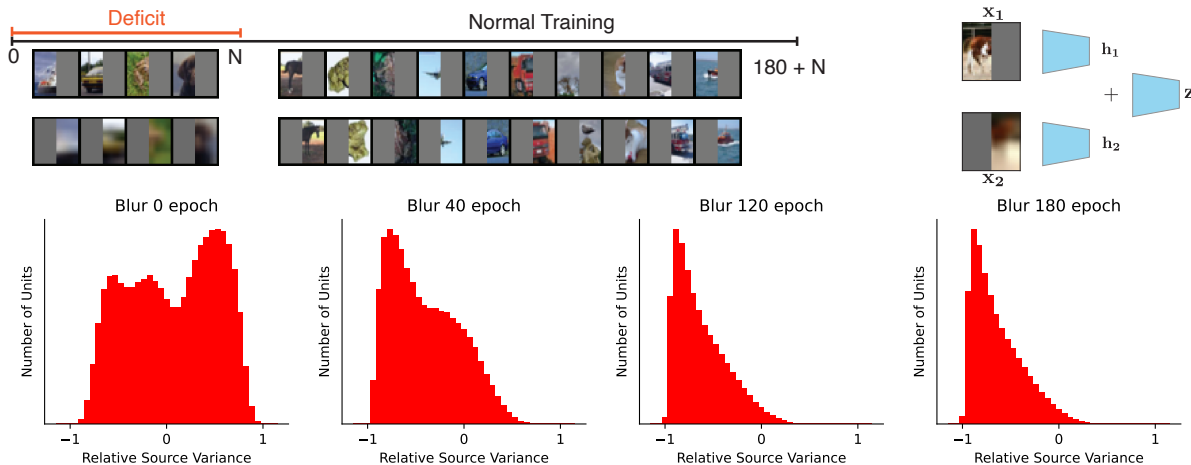 Deficit
Normal Training
0
N
180 + N
x₁
h₁
+
z
h₂
x₂
Blur 0 epoch
Number of Units
−1
0
1
Relative Source Variance
Blur 40 epoch
Number of Units
−1
0
1
Relative Source Variance
Blur 120 epoch
Number of Units
−1
0
1
Relative Source Variance
Blur 180 epoch
Number of Units
−1
0
1
Relative Source Variance